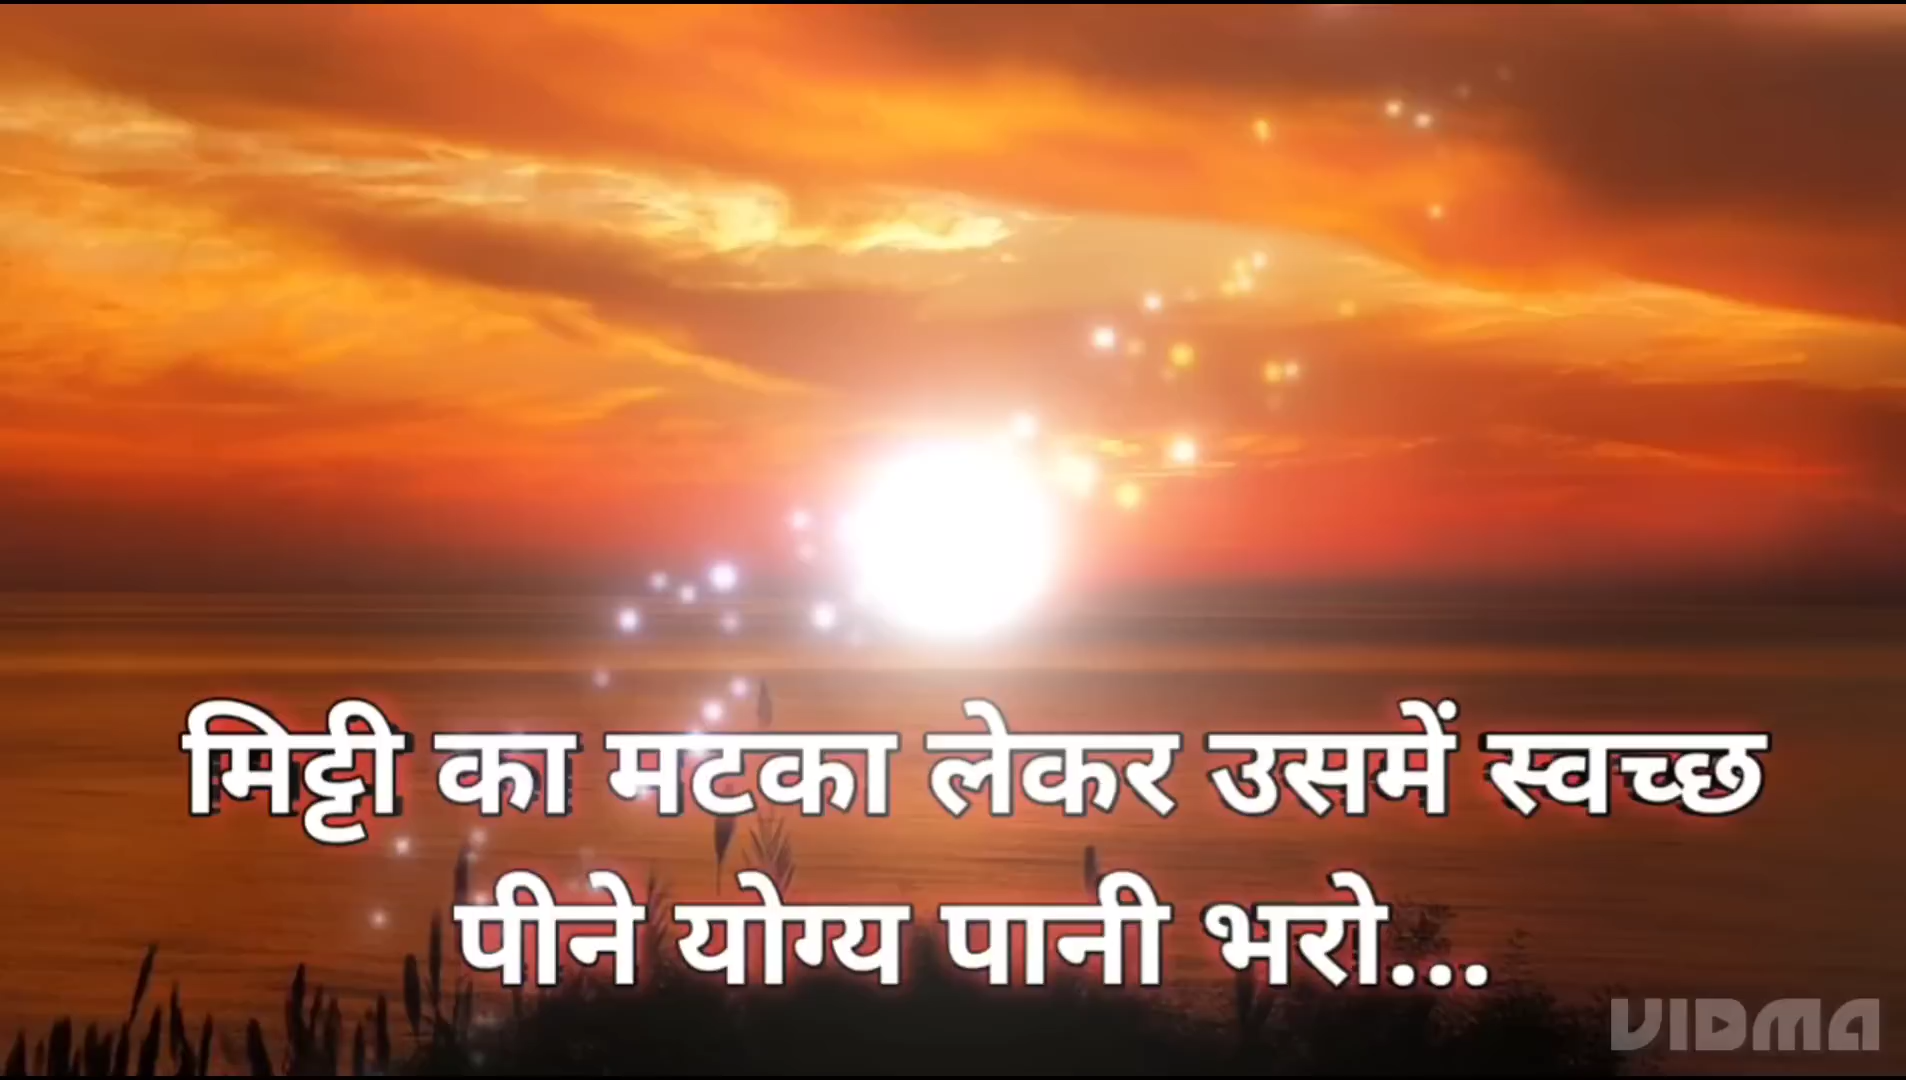 मिट्टी का मटका लेकर उसमें स्वच्छ
पीने योग्य पानी भरो...
VIDMA